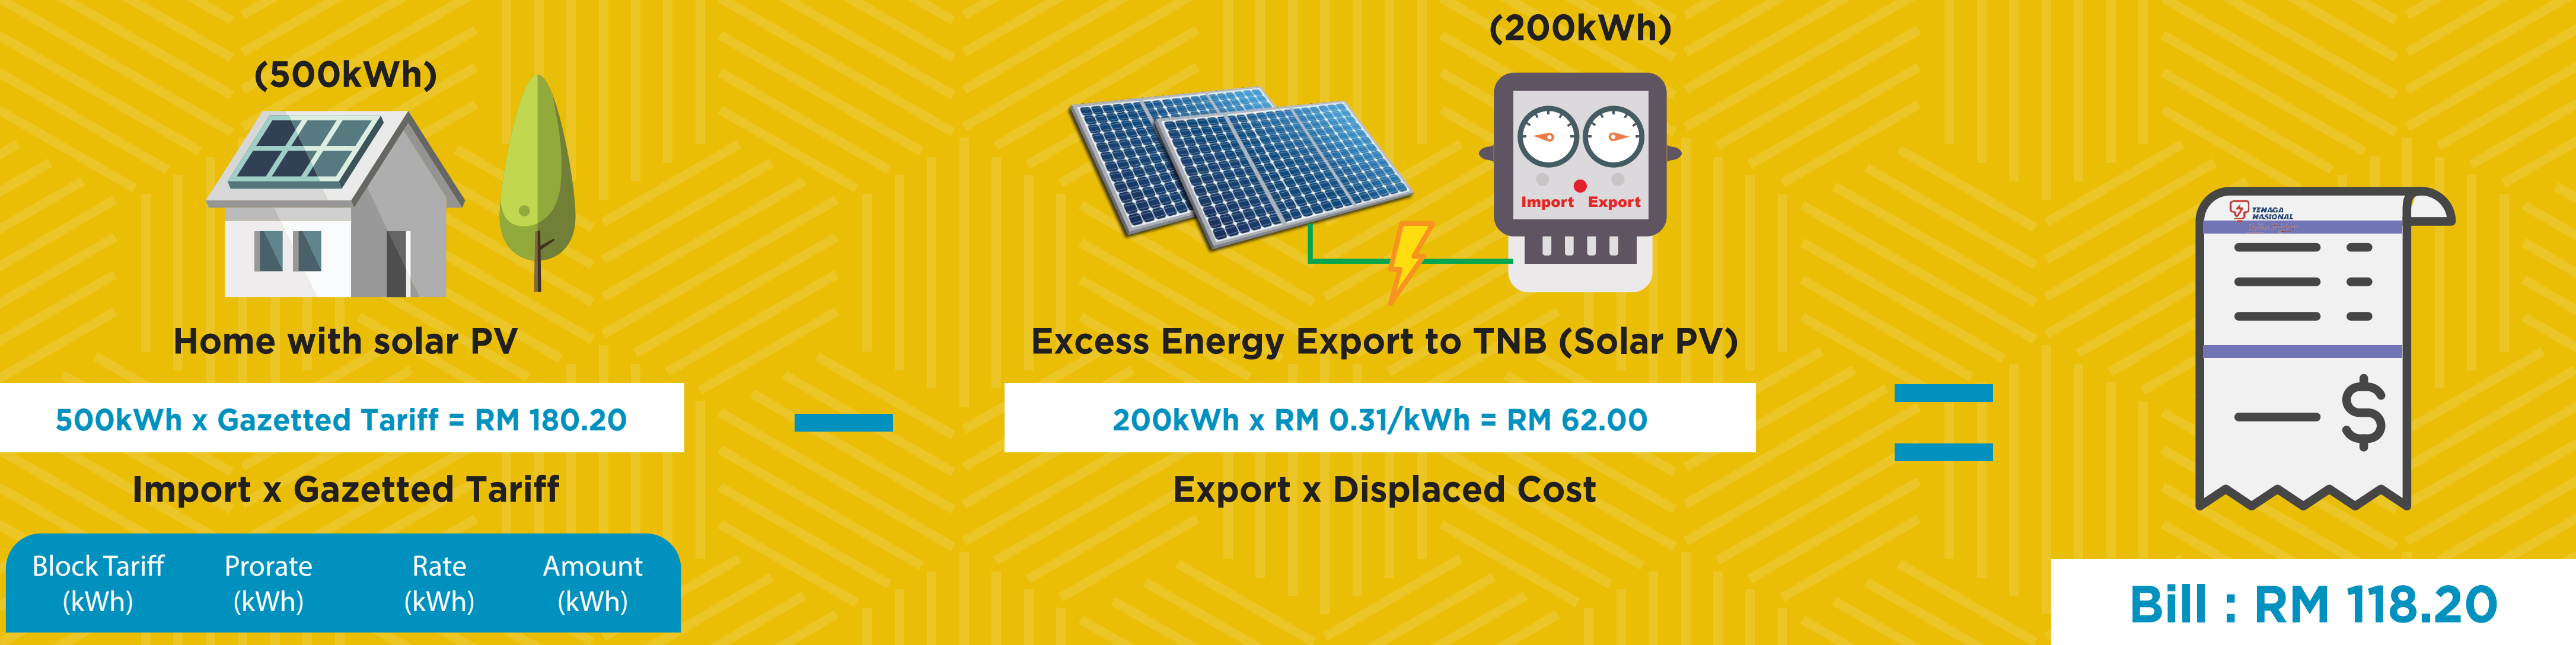 (500kWh)
Home with solar PV
500kWh x Gazetted Tariff = RM 180.20
Import x Gazetted Tariff
Block Tariff
(kWh)
Prorate
(kWh)
Rate
(kWh)
Amount
(kWh)
(200kWh)
Import Export
Excess Energy Export to TNB (Solar PV)
200kWh x RM 0.31/kWh = RM 62.00
Export x Displaced Cost
TENAGA
NASIONAL
$
Bill : RM 118.20